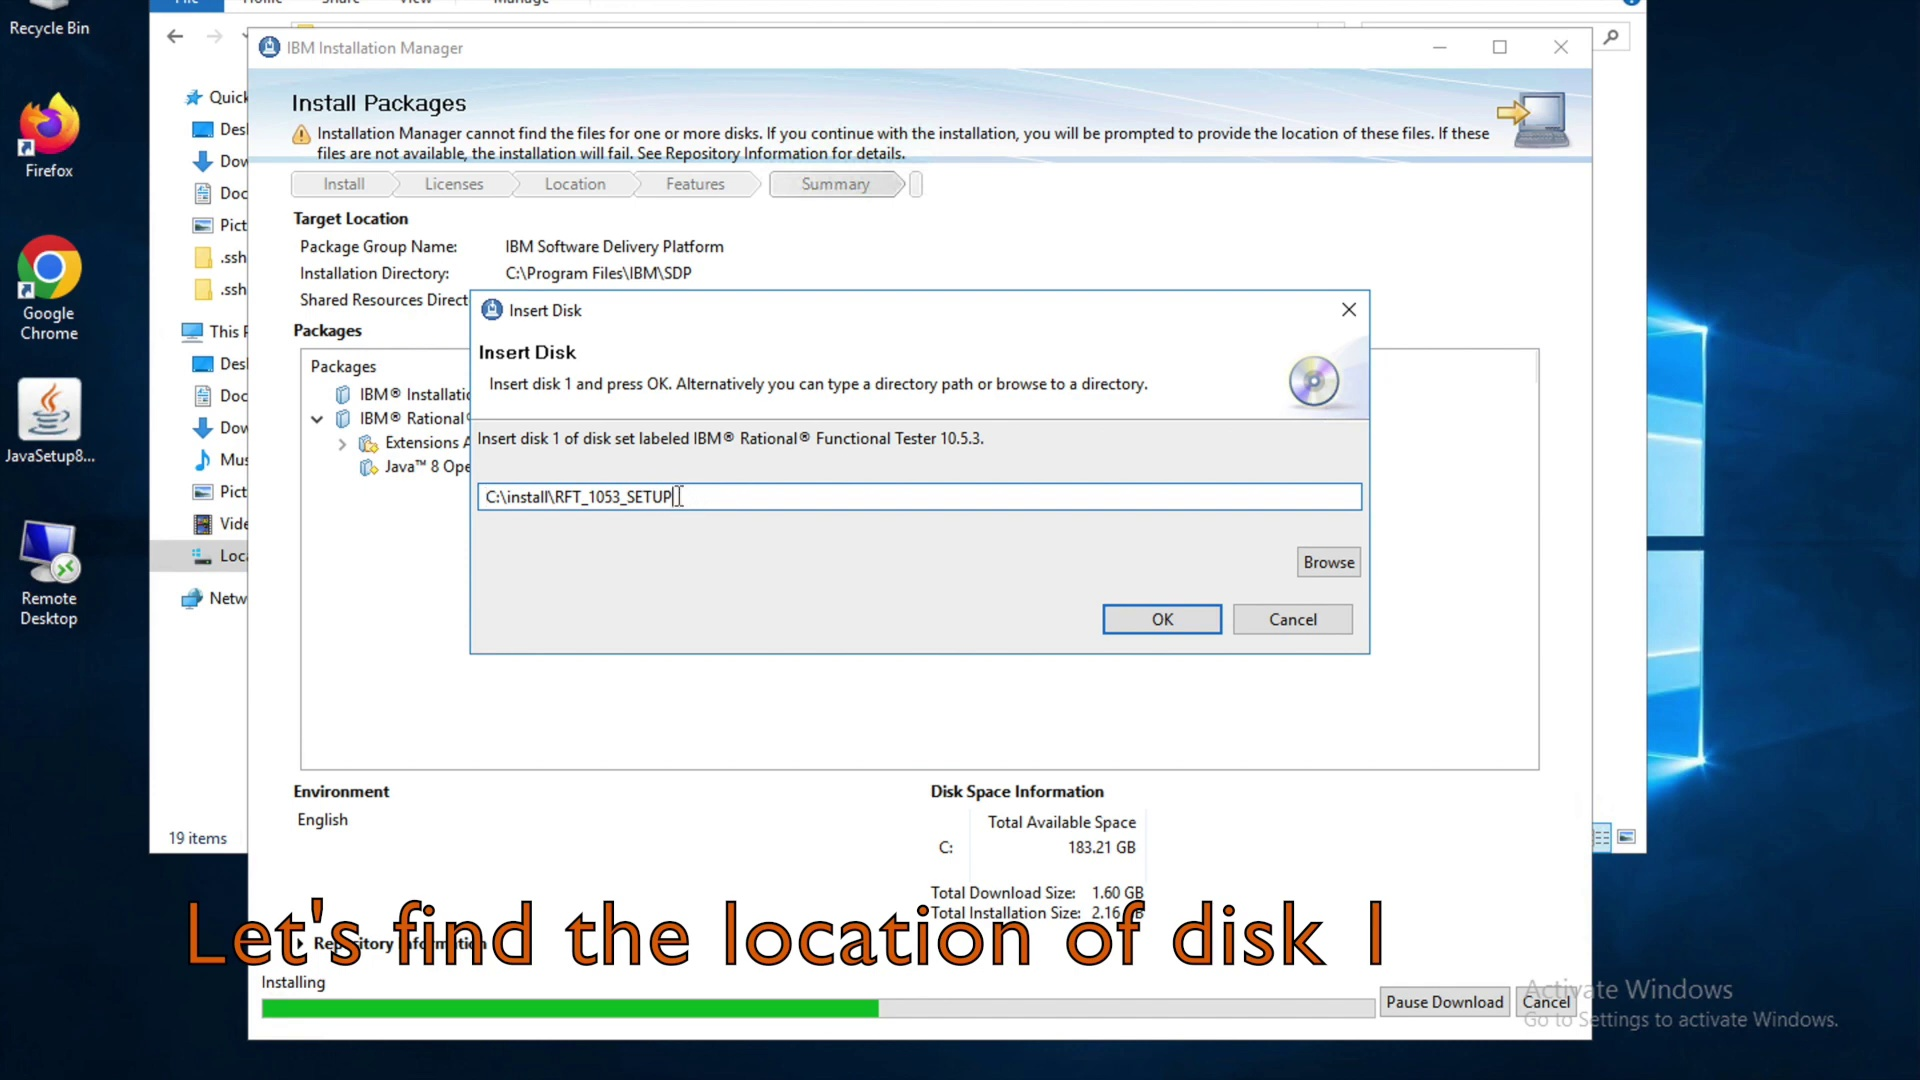 Recycle Bin
Firefox
Google
Chrome
JavaSetup8...
Remote
Desktop
Quick
19 items
IBM Installation Manager
Install Packages
Installation Manager cannot find the files for one or more disks. If you continue with the installation, you will be prompted to provide the location of these files. If these
files are not available, the installation will fail. See Repository Information for details.
Install
Licenses
Location
Features
Summary
Target Location
Package Group Name: IBM Software Delivery Platform
Installation Directory: C:\Program Files\IBM\SDP
Shared Resources Direct
Packages
Packages
IBM® Installatic
IBM® Rational®
Extensions A
Java™ 8 Ope
Insert Disk
Insert Disk
Insert disk 1 and press OK. Alternatively you can type a directory path or browse to a directory.
Insert disk 1 of disk set labeled IBM® Rational® Functional Tester 10.5.3.
C:\install\RFT_1053_SETUP
Browse
OK
Cancel
Environment
English
Disk Space Information
Total Available Space
C: 183.21 GB
Total Download Size: 1.60 GB
Total Installation Size: 2.16 GB
Repository Information
Let's find the location of disk 1
Installing
Pause Download
Cancel
Activate Windows
Go to Settings to activate Windows.